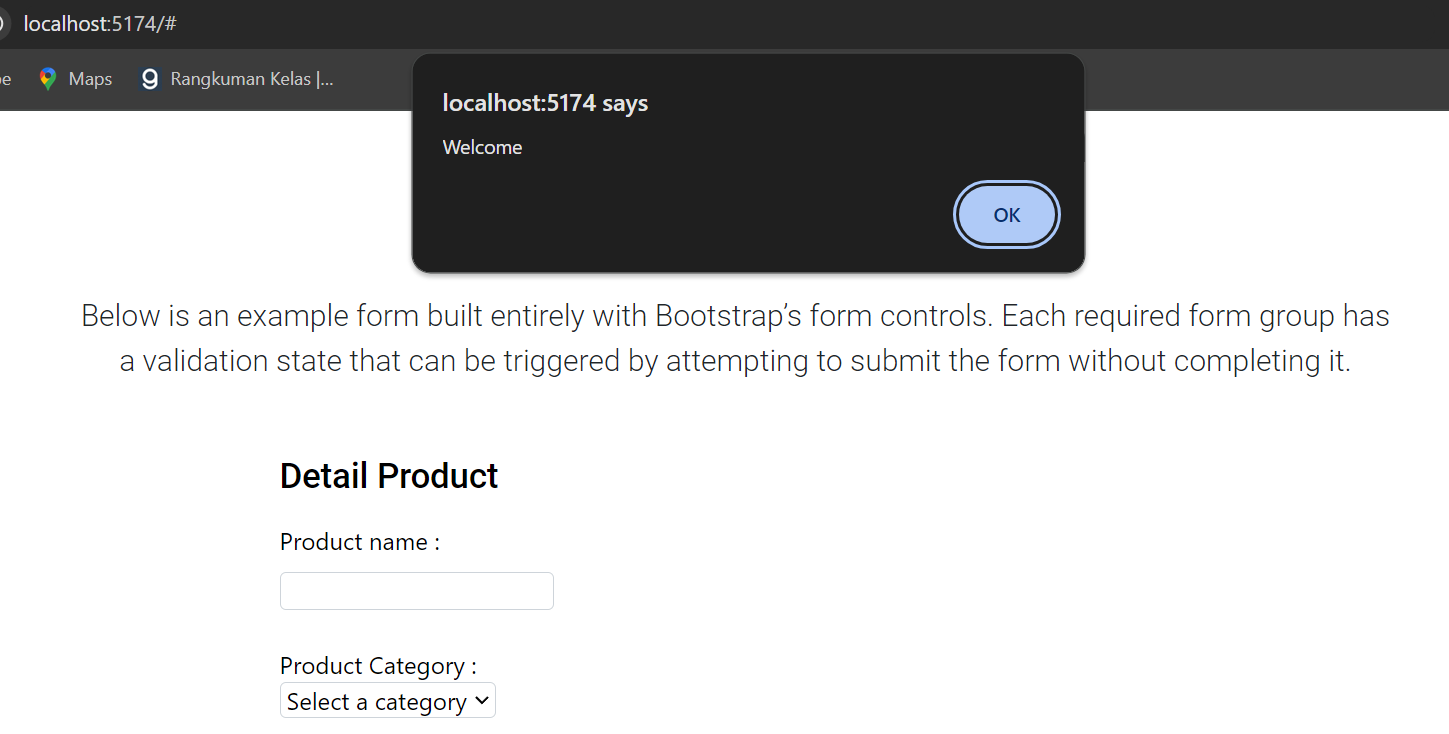 localhost:5174/#
Maps
Rangkuman Kelas |...
localhost:5174 says
Welcome
OK
Below is an example form built entirely with Bootstrap’s form controls. Each required form group has
a validation state that can be triggered by attempting to submit the form without completing it.
Detail Product
Product name :
Product Category :
Select a category